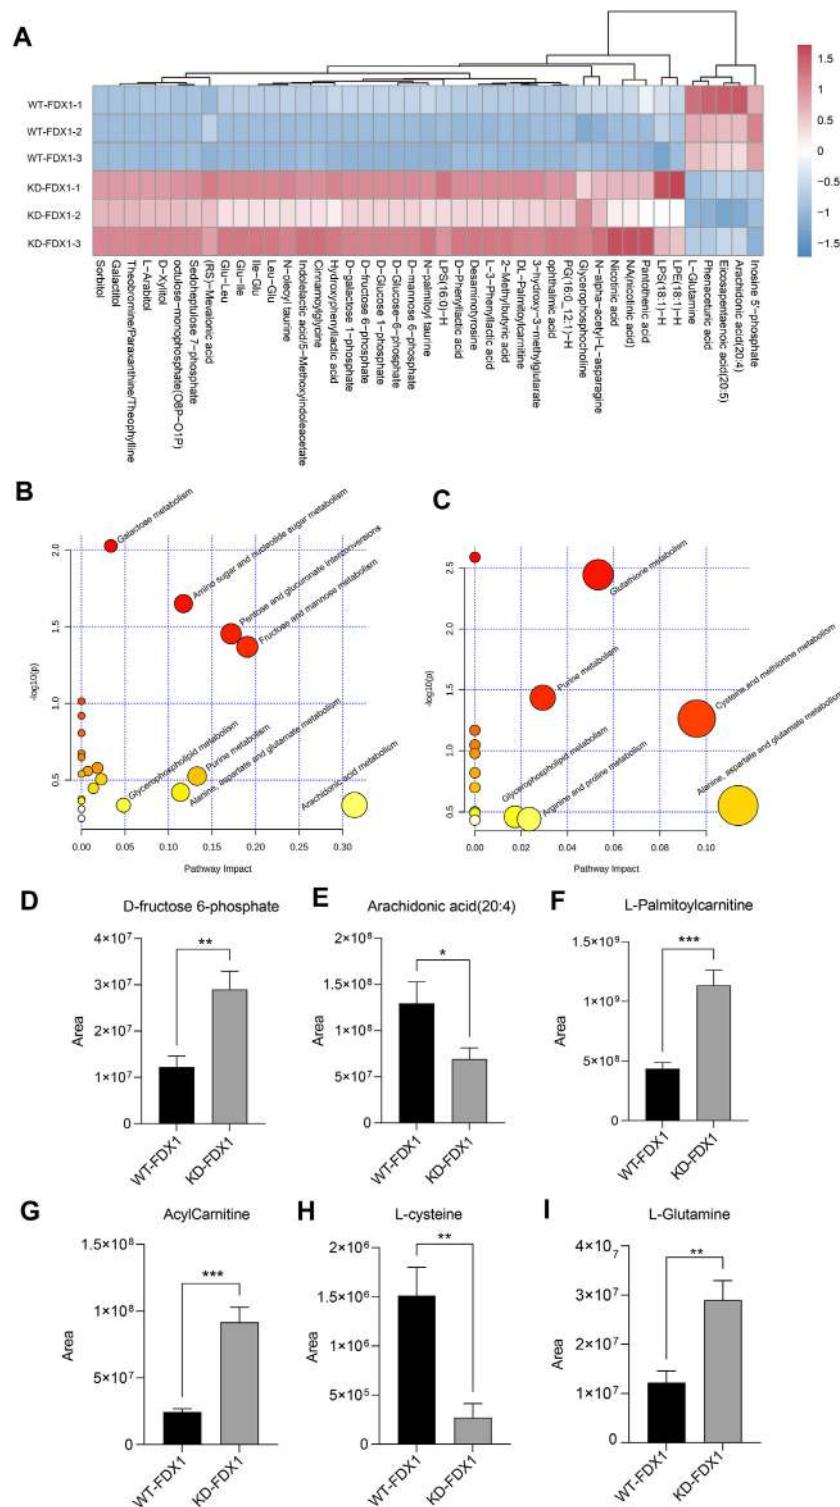 A
1.5
1
0.5
0
−0.5
−1
−1.5
WT-FDX1-1
WT-FDX1-2
WT-FDX1-3
KD-FDX1-1
KD-FDX1-2
KD-FDX1-3
Sorbitol
Galactitol
Theobromine/Paraxanthine/Theophylline
L-Arabitol
D-Xylitol
octulose-monophosphate(O8P-O1P)
Sedoheptulose 7-phosphate
(RS)-Mevalonic acid
Glu-Leu
Glu-Ile
Ile-Glu
Leu-Glu
N-oleoyl taurine
Indolelactic acid/5-Methoxyindoleacetate
Cinnamoylglycine
Hydroxyphenyllactic acid
D-galactose 1-phosphate
D-fructose 6-phosphate
D-Glucose 1-phosphate
D-Glucose-6-phosphate
D-mannose 6-phosphate
N-palmitoyl taurine
LPS(16:0)-H
D-Phenyllactic acid
Desaminotyrosine
L-3-Phenyllactic acid
2-Methylbutyric acid
DL-Palmitoylcarnitine
3-hydroxy-3-methylglutarate
ophthalmic acid
PG(16:0_12:1)-H
Glycerophosphocholine
N-alpha-acetyl-L-asparagine
Nicotinic acid
NA(nicotinic acid)
Pantothenic acid
LPS(18:1)-H
LPE(18:1)-H
L-Glutamine
Phenaceturic acid
Eicosapentaenoic acid(20:5)
Arachidonic acid(20:4)
Inosine 5'-phosphate
B
Galactose metabolism
Amino sugar and nucleotide sugar metabolism
Pentose and glucuronate interconversions
Fructose and mannose metabolism
Glycerophospholipid metabolism
Purine metabolism
Alanine, aspartate and glutamate metabolism
Arachidonic acid metabolism
-log10(p)
2.0
1.5
1.0
0.5
0.00 0.05 0.10 0.15 0.20 0.25 0.30
Pathway Impact
C
Glutathione metabolism
Purine metabolism
Cysteine and methionine metabolism
Glycerophospholipid metabolism
Arginine and proline metabolism
Alanine, aspartate and glutamate metabolism
-log10(p)
2.5
2.0
1.5
1.0
0.5
0.00 0.02 0.04 0.06 0.08 0.10
Pathway Impact
D
D-fructose 6-phosphate
**
4×10⁷
3×10⁷
2×10⁷
1×10⁷
0
Area
WT-FDX1
KD-FDX1
E
Arachidonic acid(20:4)
*
2×10⁸
2×10⁸
1×10⁸
5×10⁷
0
Area
WT-FDX1
KD-FDX1
F
L-Palmitoylcarnitine
***
1.5×10⁹
1×10⁹
5×10⁸
0
Area
WT-FDX1
KD-FDX1
G
AcylCarnitine
***
1.5×10⁸
1×10⁸
5×10⁷
0
Area
WT-FDX1
KD-FDX1
H
L-cysteine
**
2×10⁶
1.5×10⁶
1×10⁶
5×10⁵
0
Area
WT-FDX1
KD-FDX1
I
L-Glutamine
**
4×10⁷
3×10⁷
2×10⁷
1×10⁷
0
Area
WT-FDX1
KD-FDX1